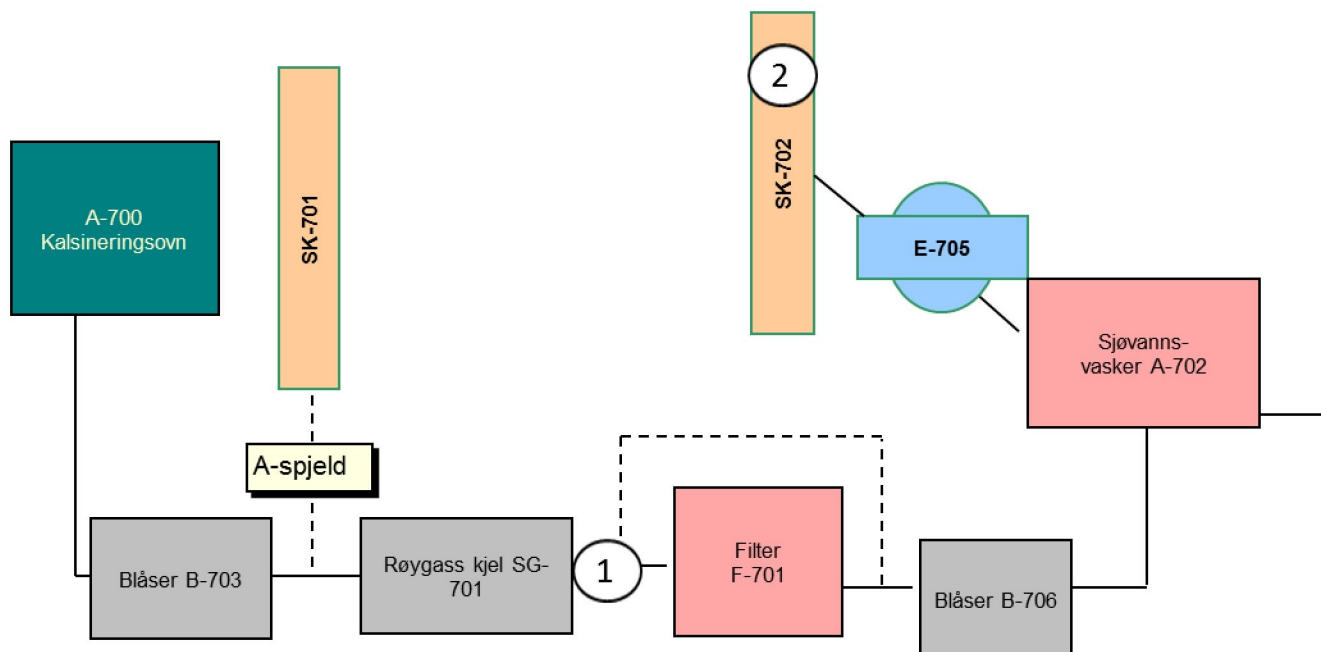 2
SK-702
SK-701
A-700
Kalsineringsovn
E-705
Sjøvanns-
vasker A-702
A-spjeld
Blåser B-703
Røygass kjel SG-
701
1
Filter
F-701
Blåser B-706